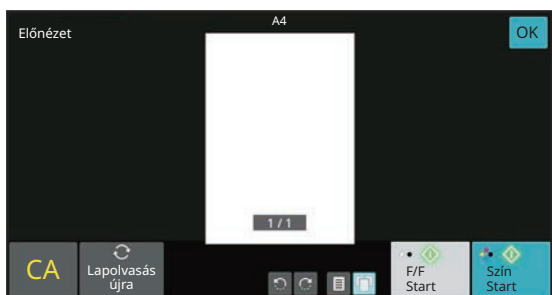 Előnézet
A4
OK
1 / 1
CA
Lapolvasás
újra
F/F
Start
Szín
Start